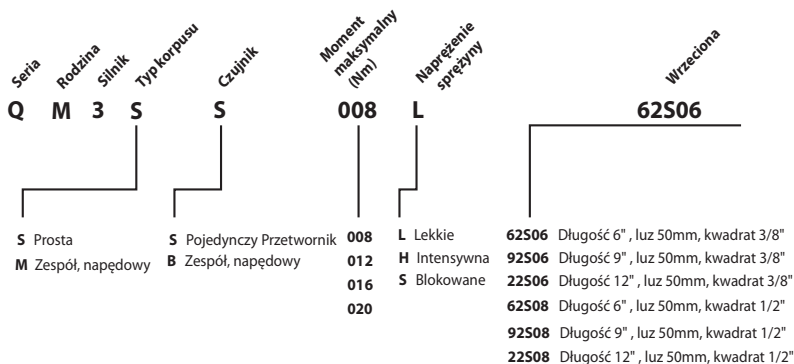 Seria
Rodzina
Silnik
Typ korpusu
Czujnik
Moment
maksymalny
(Nm)
Naprężenie
sprężyny
Wrzeciona
Q M 3 S S 008 L 62S06
S Prosta
M Zespół, napędowy
S Pojedynczy Przetwornik
B Zespół, napędowy
008
012
016
020
L Lekkie
H Intensywna
S Blokowane
62S06 Długość 6" , luz 50mm, kwadrat 3/8"
92S06 Długość 9" , luz 50mm, kwadrat 3/8"
22S06 Długość 12" , luz 50mm, kwadrat 3/8"
62S08 Długość 6" , luz 50mm, kwadrat 1/2"
92S08 Długość 9" , luz 50mm, kwadrat 1/2"
22S08 Długość 12" , luz 50mm, kwadrat 1/2"